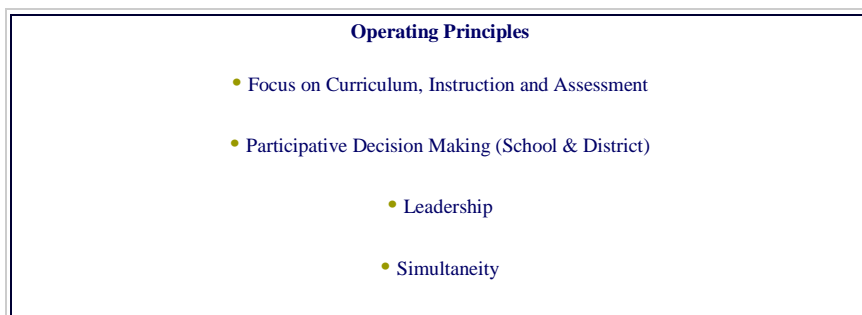 Operating Principles
• Focus on Curriculum, Instruction and Assessment
• Participative Decision Making (School & District)
• Leadership
• Simultaneity